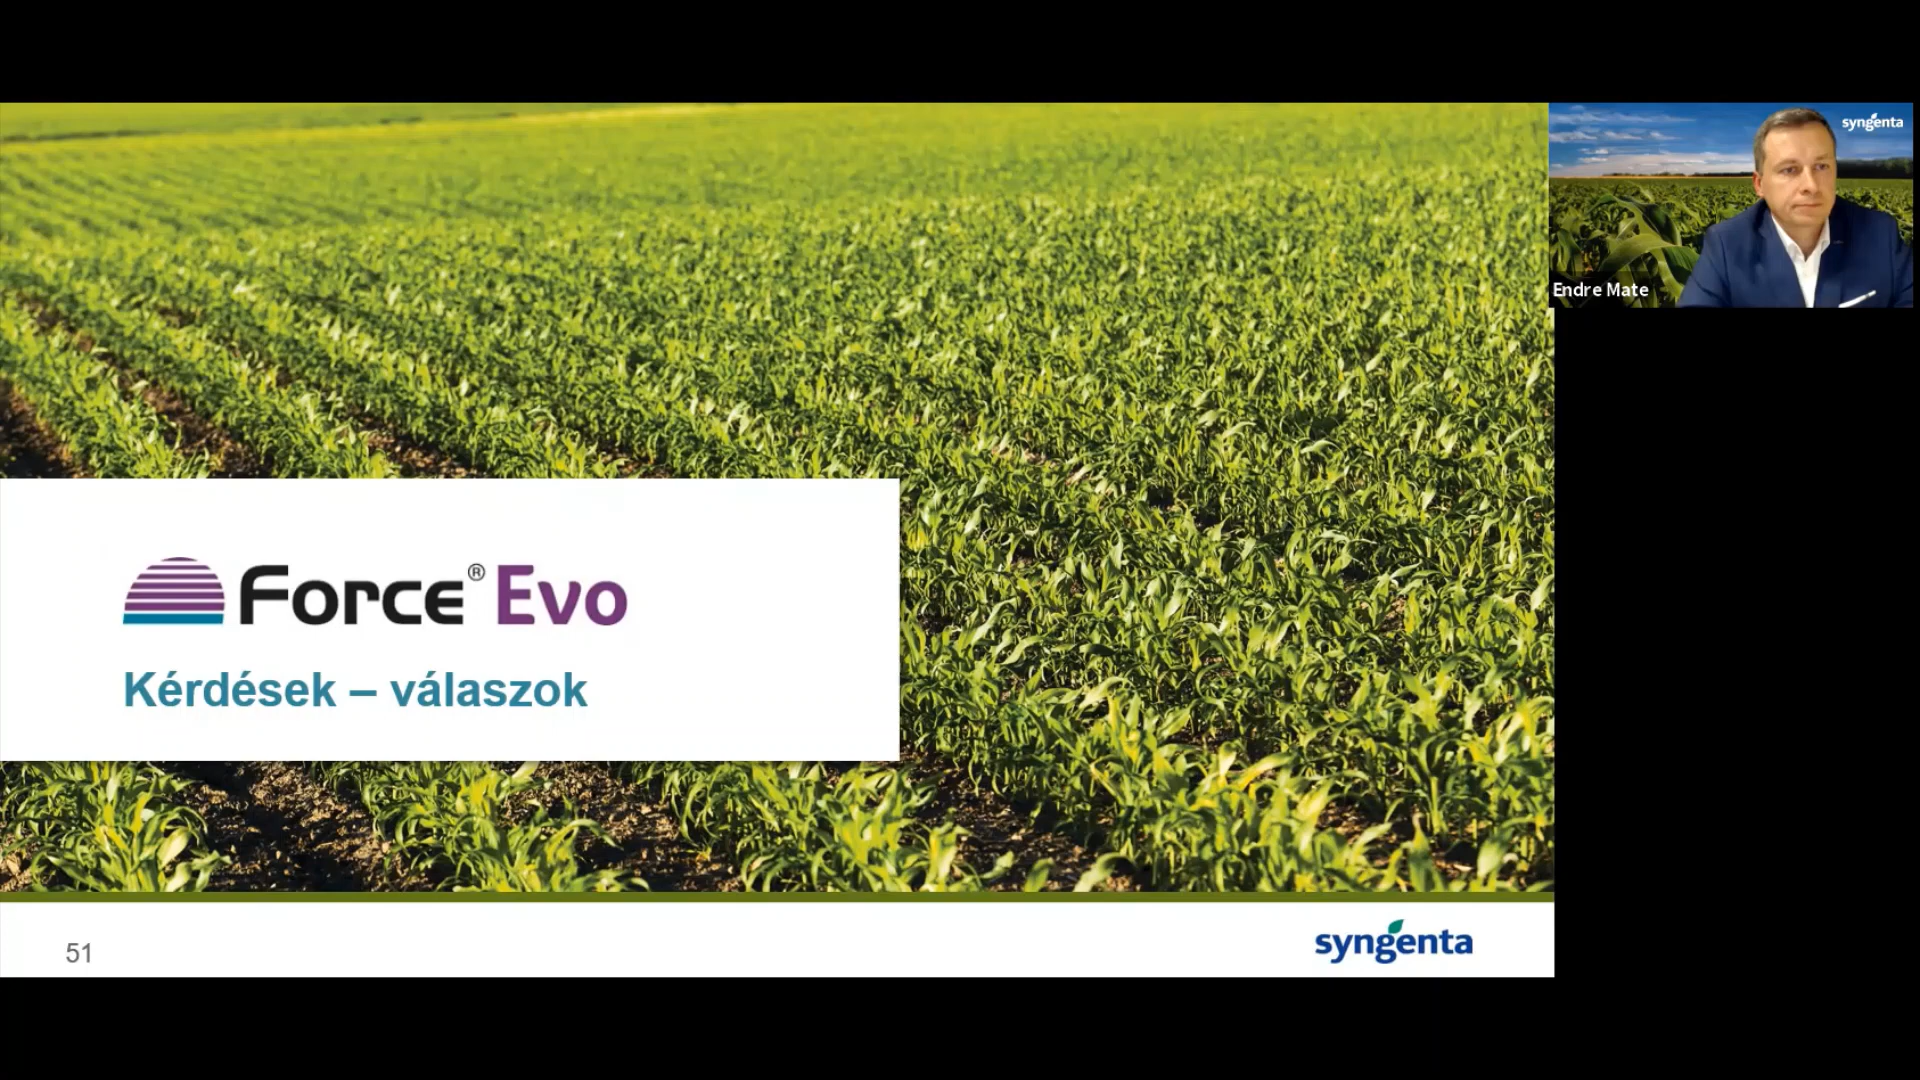 syngenta
Endre Mate
Force® Evo
Kérdések – válaszok
51
syngenta